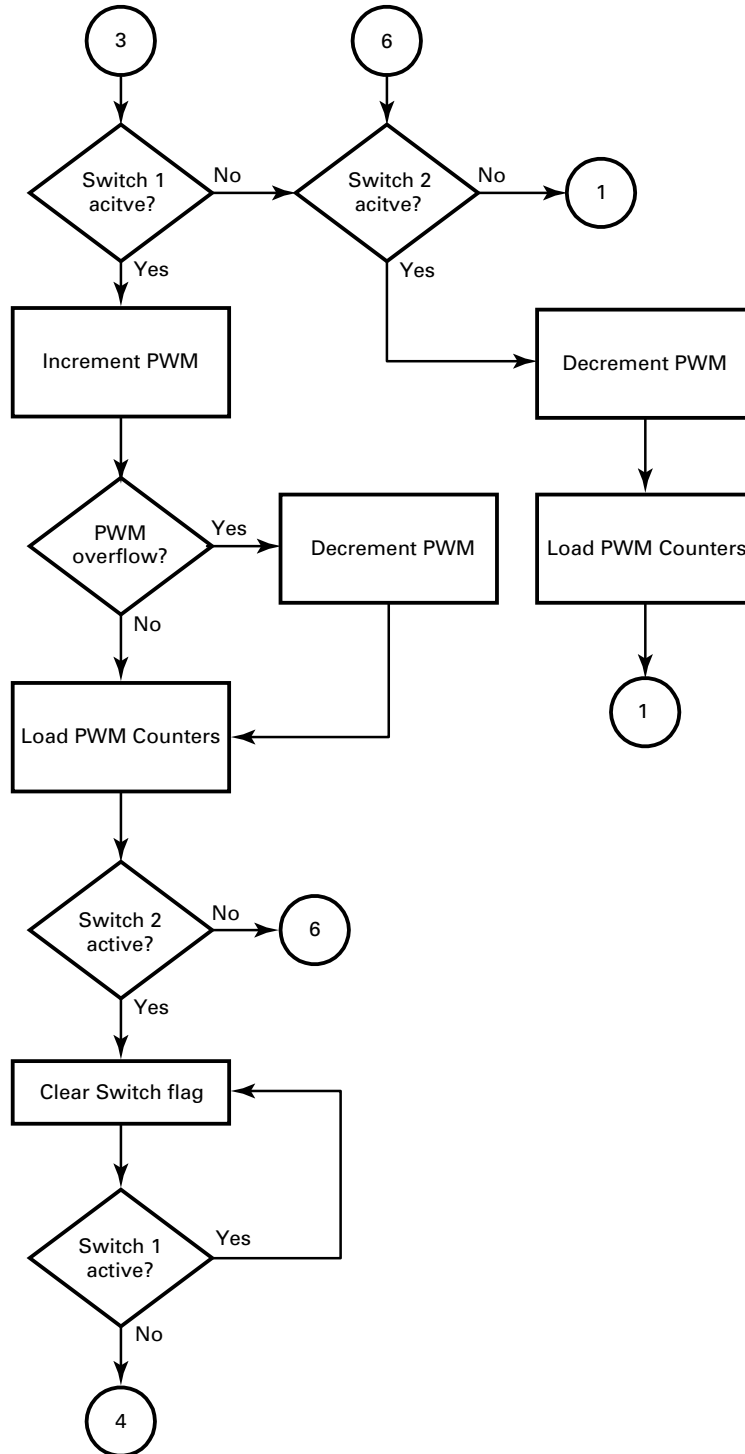 3
6
Switch 1
acitve?
No
Switch 2
acitve?
No
1
Yes
Yes
Increment PWM
Decrement PWM
PWM
overflow?
Yes
Decrement PWM
Load PWM Counters
No
Load PWM Counters
1
Switch 2
active?
No
6
Yes
Clear Switch flag
Switch 1
active?
Yes
No
4